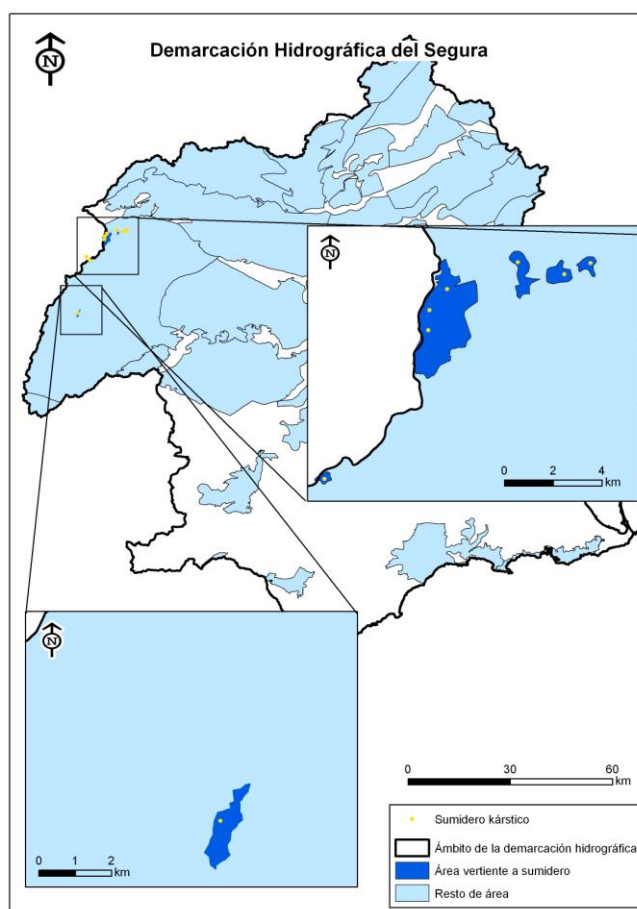 Demarcación Hidrográfica del Segura
N
N
0 2 4
km
N
0 1 2
km
0 30 60
km
Sumidero kárstico
Ámbito de la demarcación hidrográfica
Área vertiente a sumidero
Resto de área